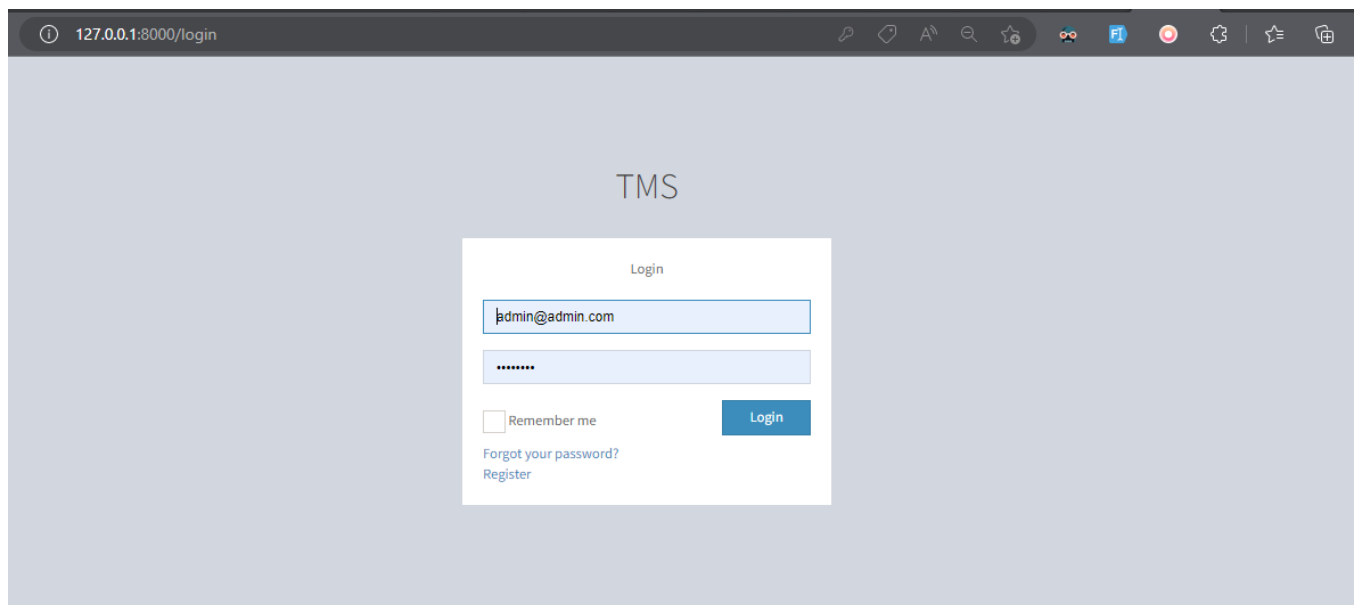 127.0.0.1:8000/login
TMS
Login
admin@admin.com
••••••••
Remember me
Login
Forgot your password?
Register